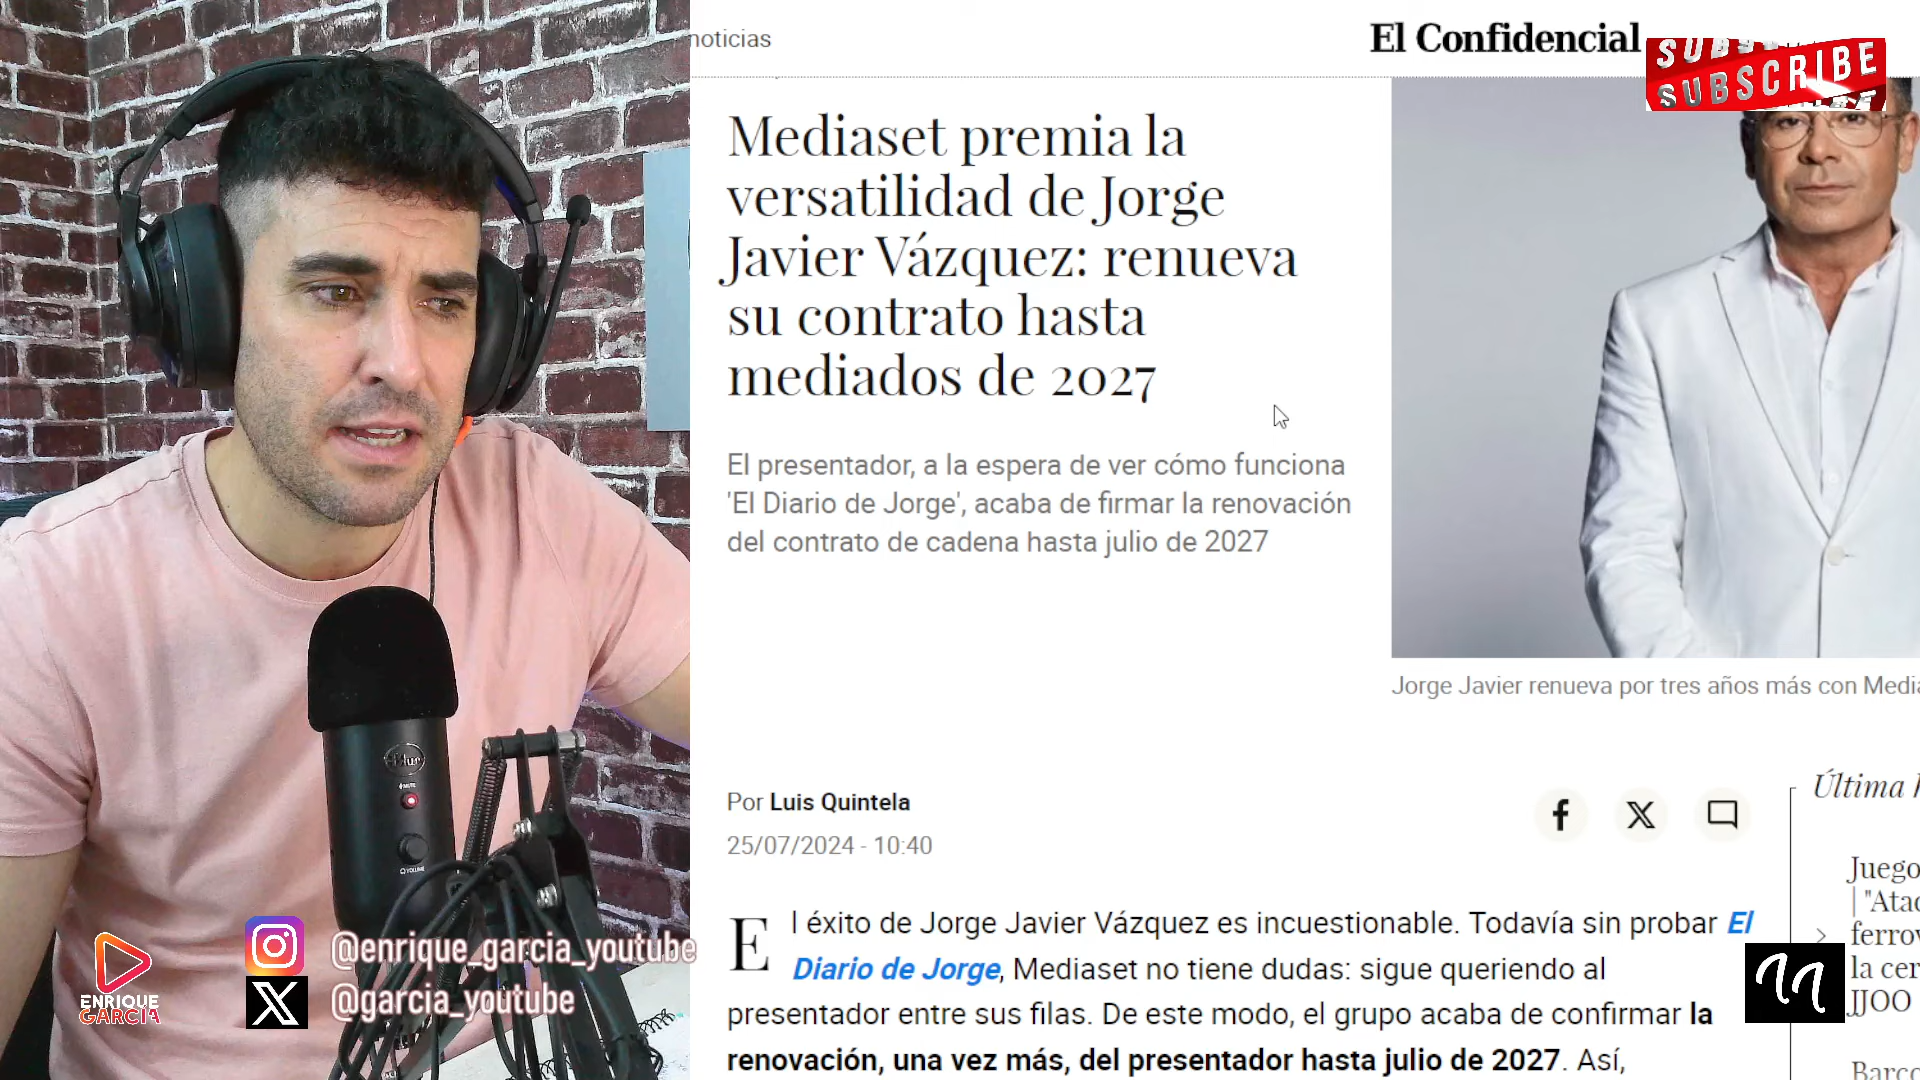 noticias
El Confidencial
SUBSCRIBE
Mediaset premia la
versatilidad de Jorge
Javier Vázquez: renueva
su contrato hasta
mediados de 2027
El presentador, a la espera de ver cómo funciona
'El Diario de Jorge', acaba de firmar la renovación
del contrato de cadena hasta julio de 2027
Jorge Javier renueva por tres años más con Media
Por Luis Quintela
25/07/2024 - 10:40
El éxito de Jorge Javier Vázquez es incuestionable. Todavía sin probar El
Diario de Jorge, Mediaset no tiene dudas: sigue queriendo al
presentador entre sus filas. De este modo, el grupo acaba de confirmar la
renovación, una vez más, del presentador hasta julio de 2027. Así,
Última h
Juego
| "Atac
ferrov
la cer
JJOO
Barco
Blue
MUTE
VOLUME
ENRIQUE
GARCIA
@enrique_garcia_youtube
@garcia_youtube